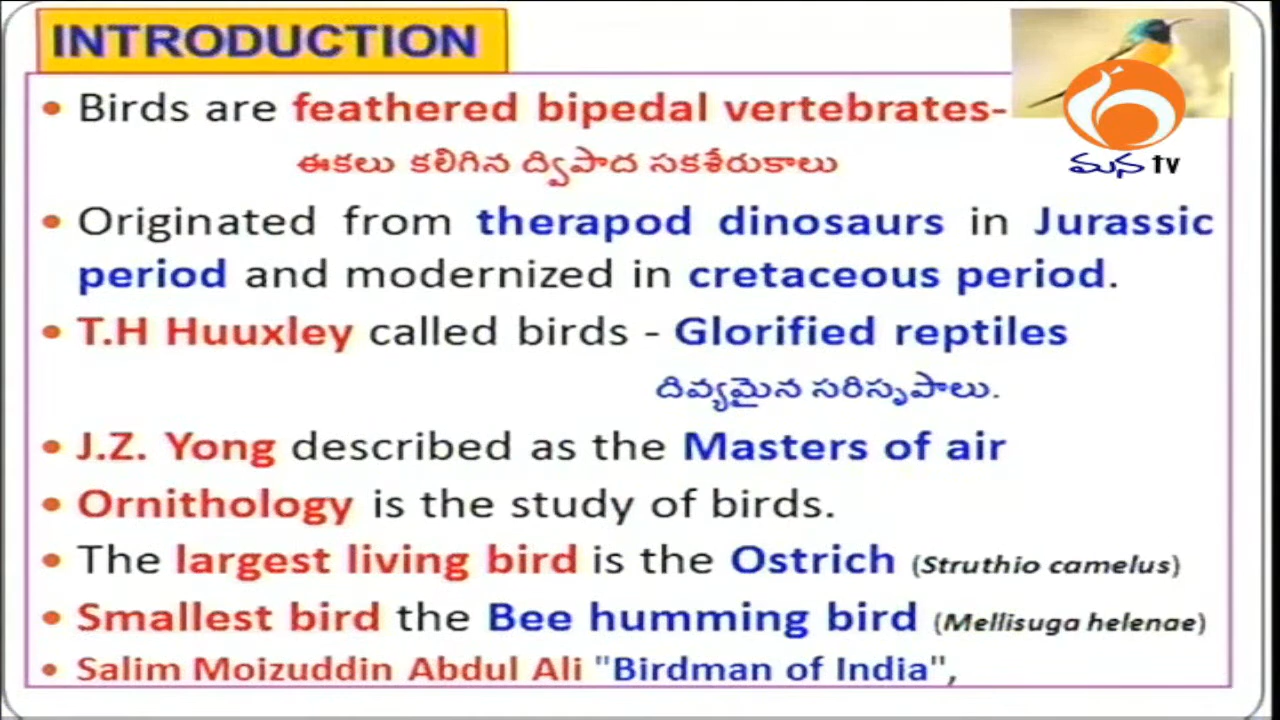 INTRODUCTION
• Birds are feathered bipedal vertebrates-
ఈకలు కలిగిన ద్విపాద సకశేరుకాలు
మన tv
• Originated from therapod dinosaurs in Jurassic
period and modernized in cretaceous period.
• T.H Huuxley called birds - Glorified reptiles
దివ్యమైన సరిసృపాలు.
• J.Z. Yong described as the Masters of air
• Ornithology is the study of birds.
• The largest living bird is the Ostrich (Struthio camelus)
• Smallest bird the Bee humming bird (Mellisuga helenae)
• Salim Moizuddin Abdul Ali "Birdman of India",